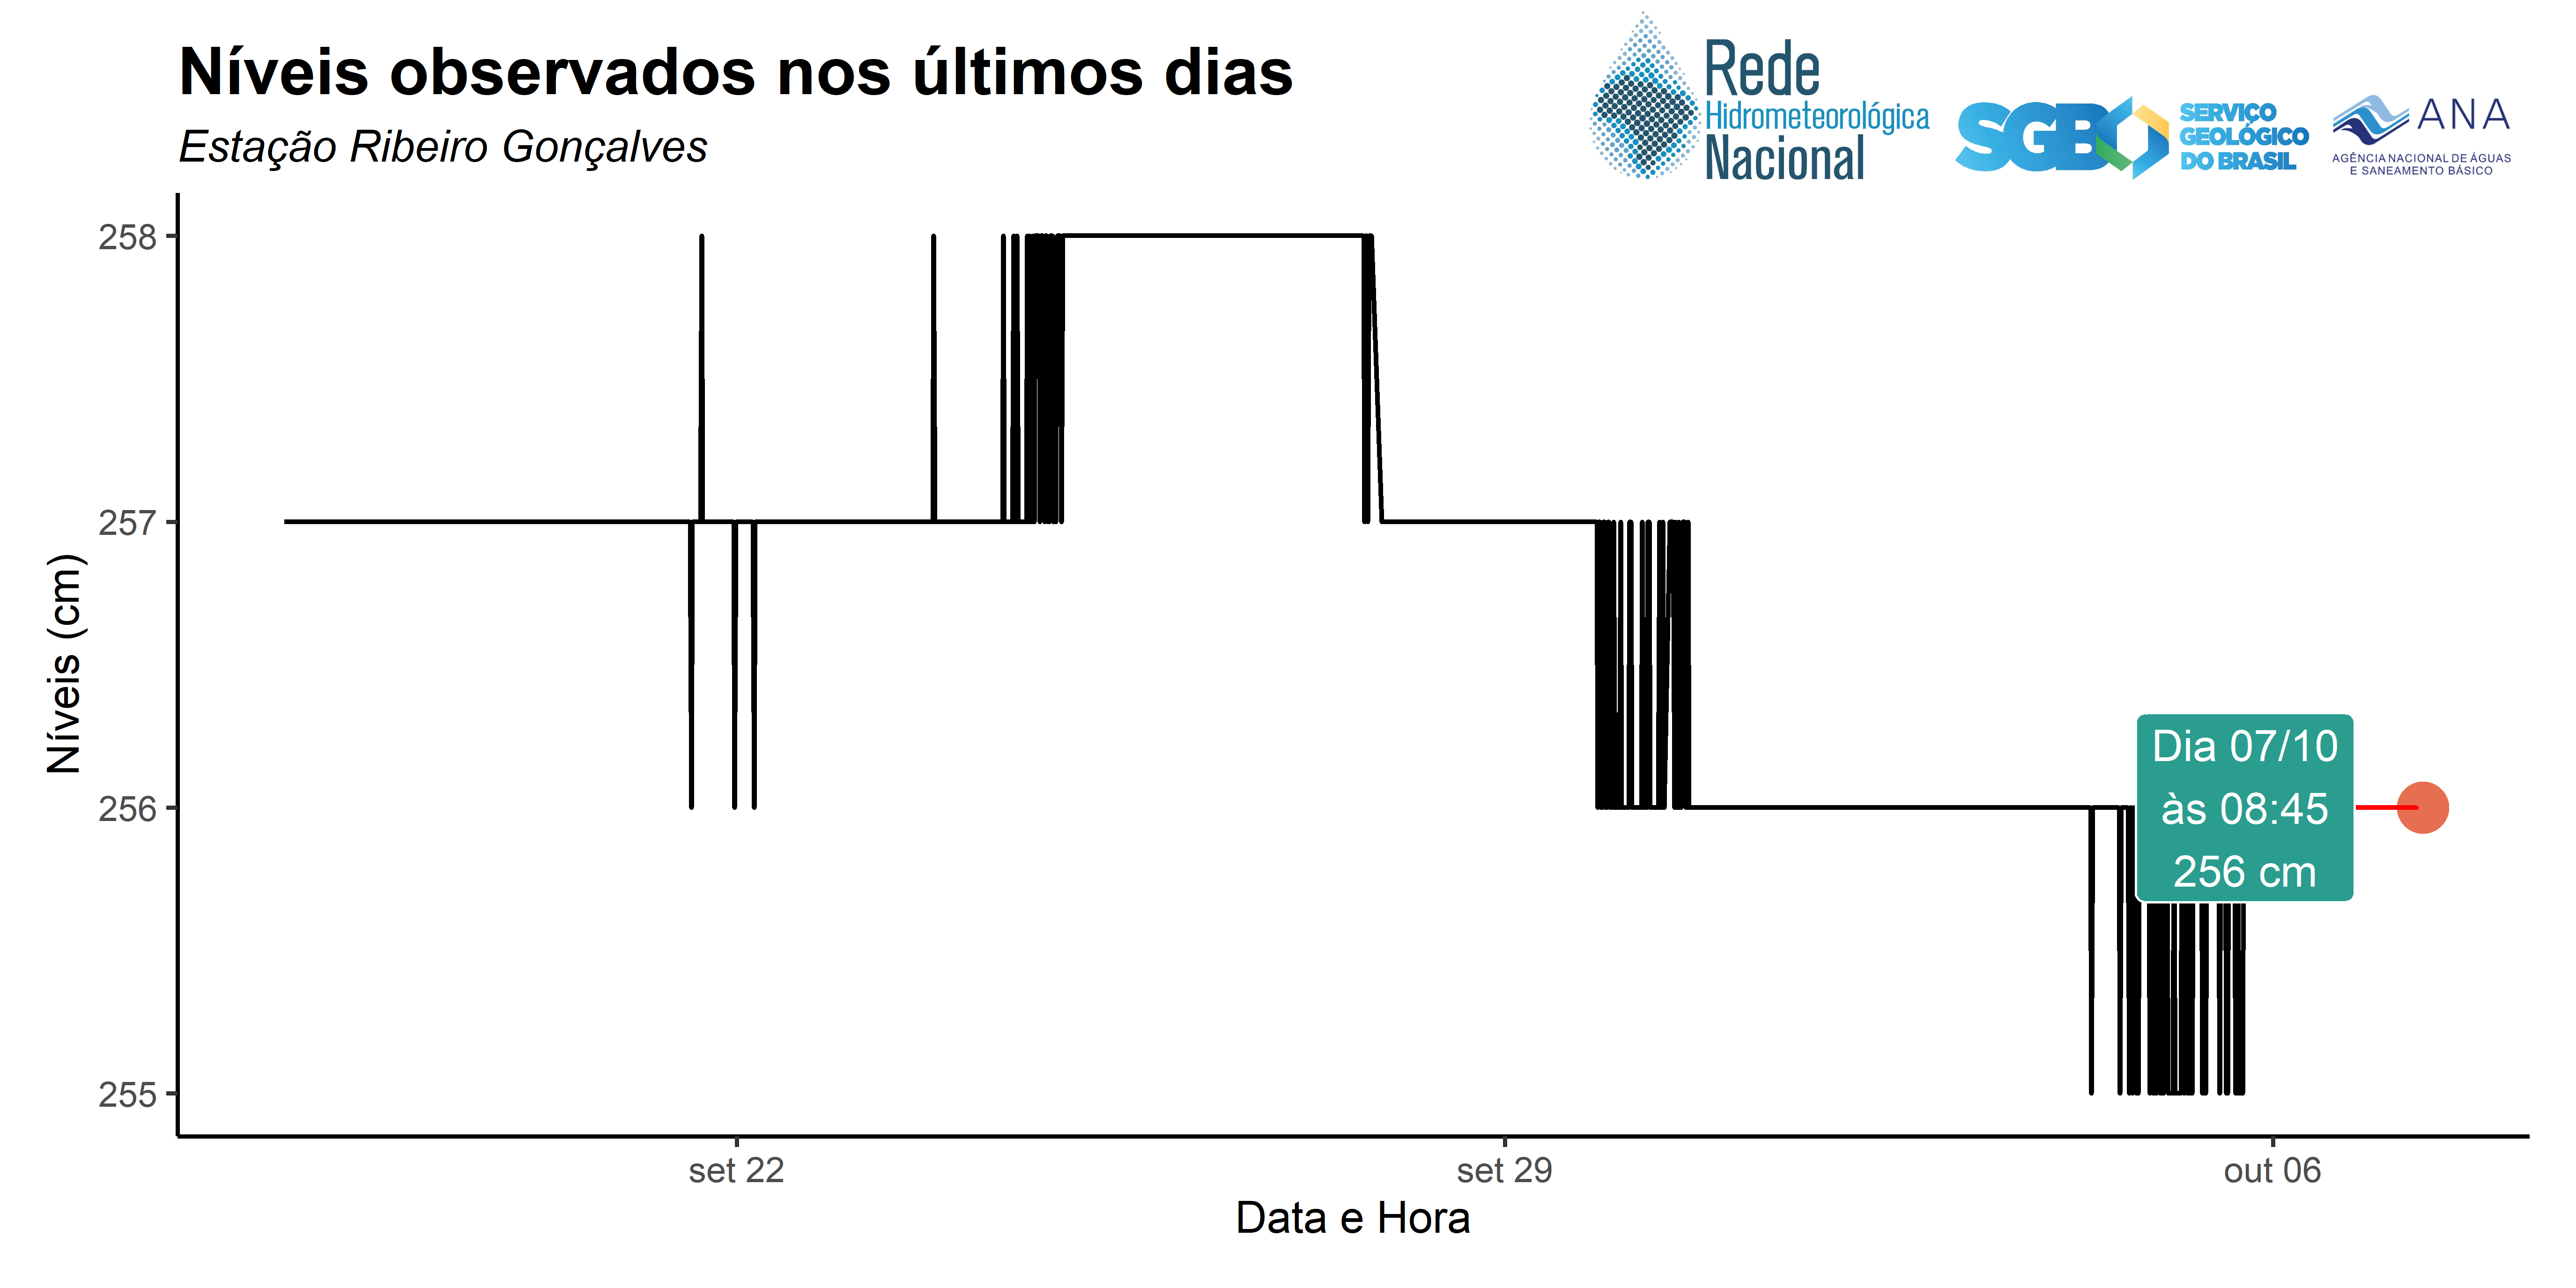 Níveis observados nos últimos dias
Estação Ribeiro Gonçalves
Rede
Hidrometeorológica
Nacional
SGB
SERVIÇO
GEOLÓGICO
DO BRASIL
ANA
AGÊNCIA NACIONAL DE ÁGUAS
E SANEAMENTO BÁSICO
Níveis (cm)
258
257
256
255
Dia 07/10
às 08:45
256 cm
set 22
set 29
out 06
Data e Hora